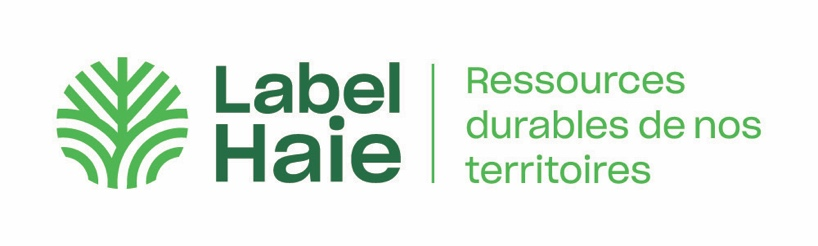 Label
Haie
Ressources
durables de nos
territoires